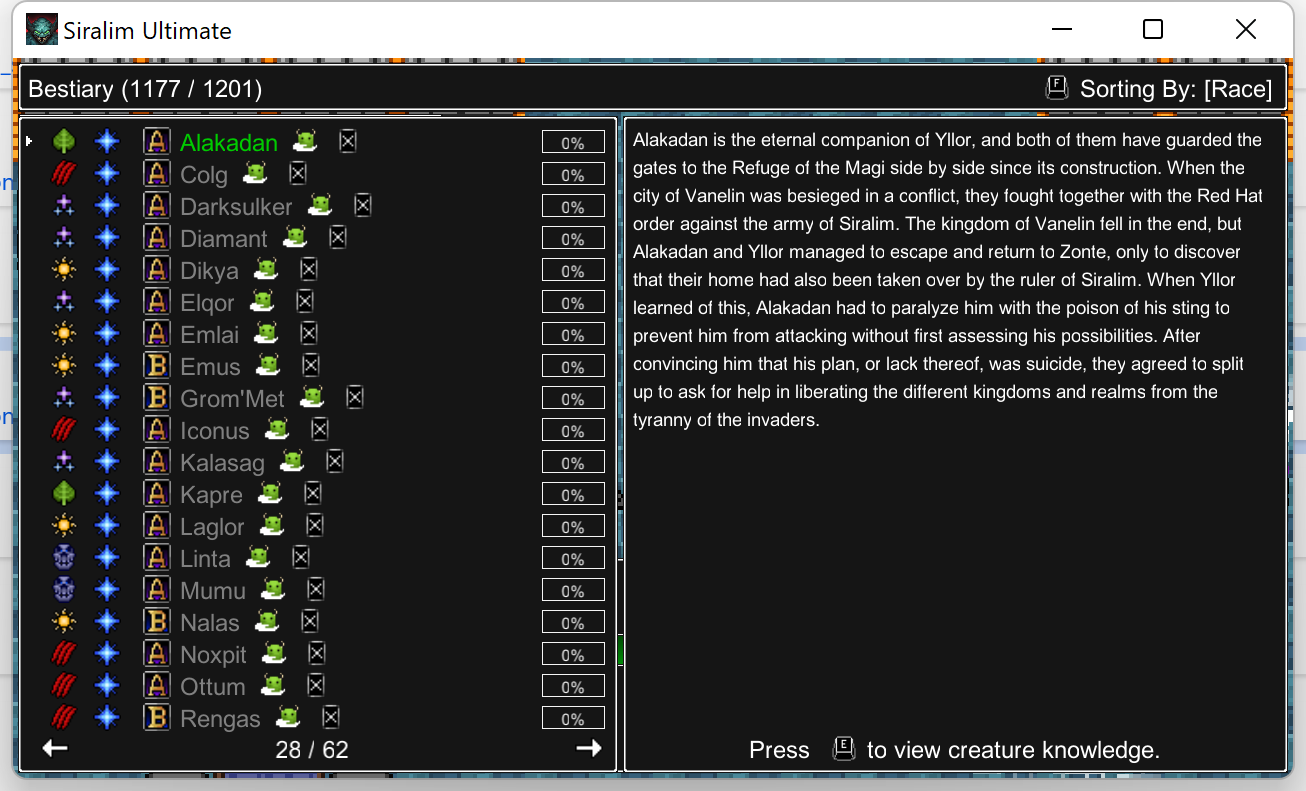 Siralim Ultimate
Bestiary (1177 / 1201)
F Sorting By: [Race]
A Alakadan 0%
A Colg 0%
A Darksulker 0%
A Diamant 0%
A Dikya 0%
A Elqor 0%
A Emlai 0%
B Emus 0%
B Grom'Met 0%
A Iconus 0%
A Kalasag 0%
A Kapre 0%
A Laglor 0%
A Linta 0%
A Mumu 0%
B Nalas 0%
A Noxpit 0%
A Ottum 0%
B Rengas 0%
28 / 62
Alakadan is the eternal companion of Yllor, and both of them have guarded the
gates to the Refuge of the Magi side by side since its construction. When the
city of Vanelin was besieged in a conflict, they fought together with the Red Hat
order against the army of Siralim. The kingdom of Vanelin fell in the end, but
Alakadan and Yllor managed to escape and return to Zonte, only to discover
that their home had also been taken over by the ruler of Siralim. When Yllor
learned of this, Alakadan had to paralyze him with the poison of his sting to
prevent him from attacking without first assessing his possibilities. After
convincing him that his plan, or lack thereof, was suicide, they agreed to split
up to ask for help in liberating the different kingdoms and realms from the
tyranny of the invaders.
Press E to view creature knowledge.